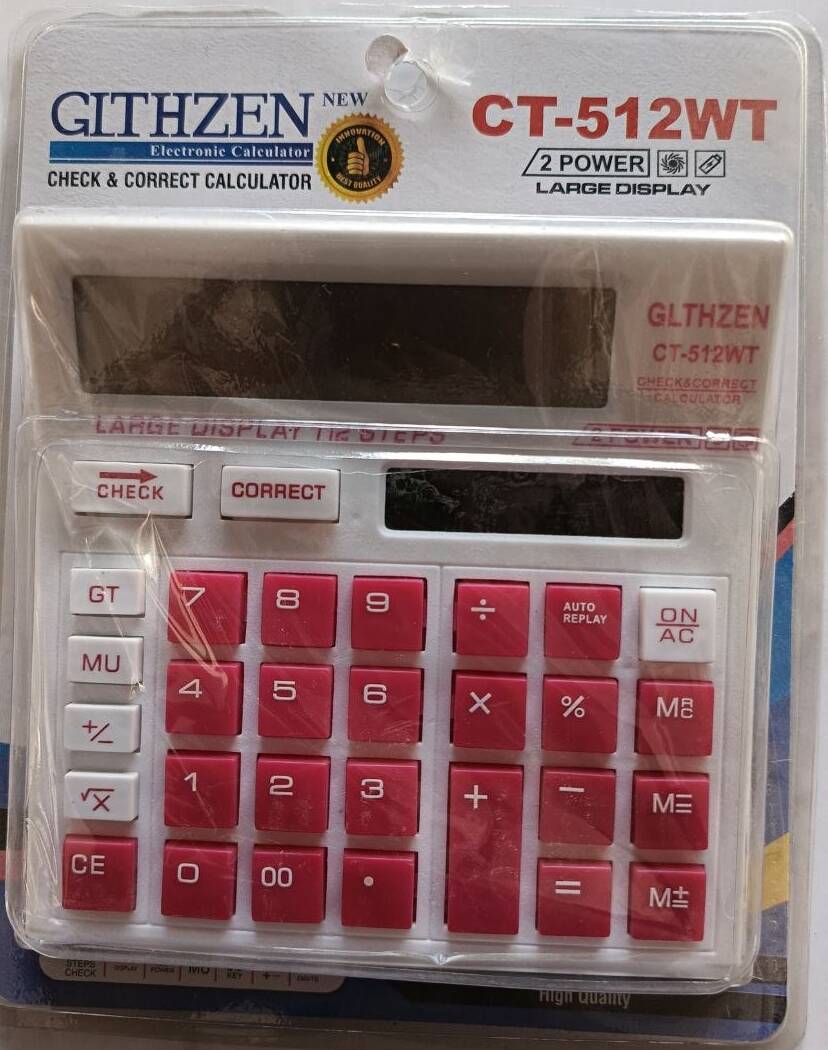 GLTHZEN NEW
Electronic Calculator
CHECK & CORRECT CALCULATOR
INNOVATION
BEST QUALITY
CT-512WT
2 POWER
LARGE DISPLAY
GLTHZEN
CT-512WT
CHECK&CORRECT
CALCULATOR
LARGE DISPLAY 112 STEPS
2 POWER
CHECK CORRECT
GT 7 8 9 ÷ AUTO REPLAY ON/AC
MU 4 5 6 × % MRC
+/- 1 2 3 + − M=
√X
CE 0 00 . = M±
STEPS
CHECK
DISPLAY
POWER
MU
KEY
High Quality